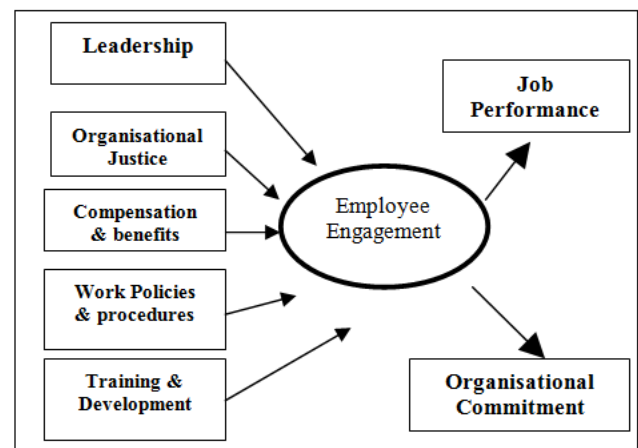 Leadership
Organisational
Justice
Compensation
& benefits
Work Policies
& procedures
Training &
Development
Employee
Engagement
Job
Performance
Organisational
Commitment